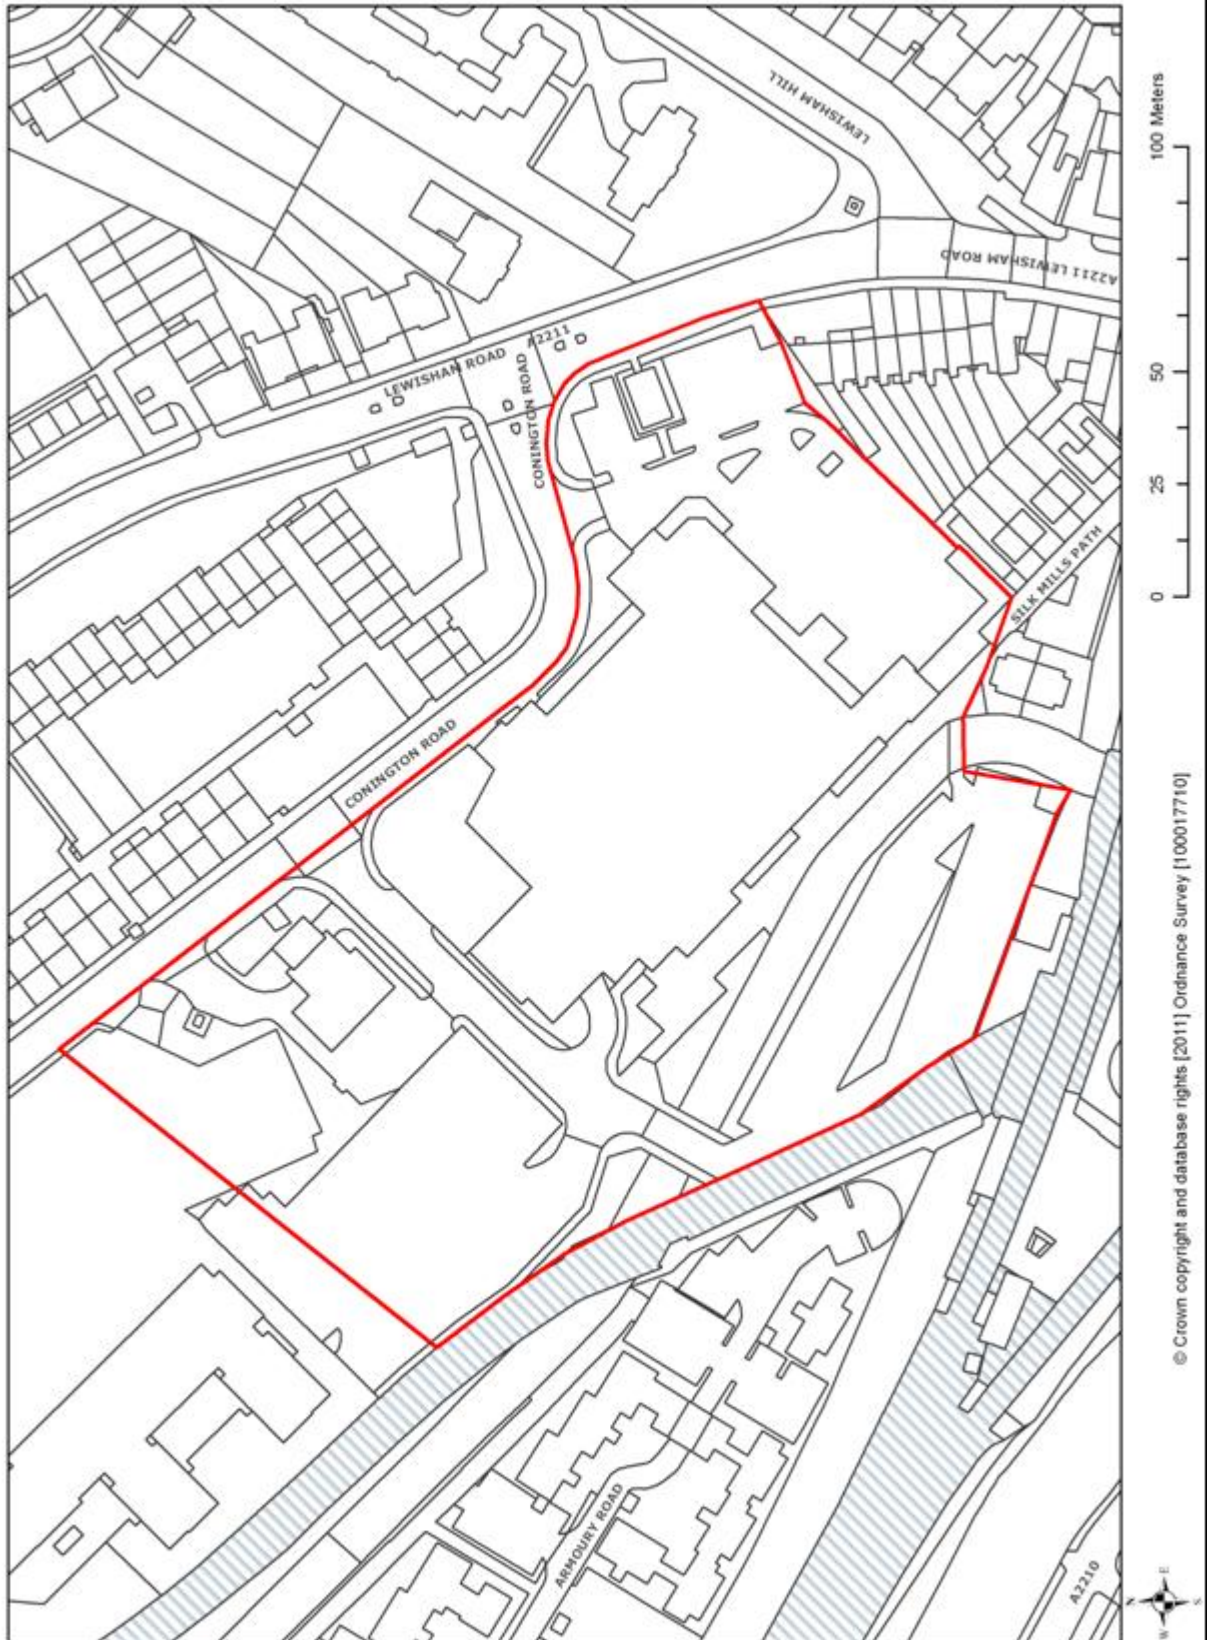 LEWISHAM HILL
A2211 LEWISHAM ROAD
A2211
LEWISHAN ROAD
CONINGTON ROAD
CONINGTON ROAD
SILK MILLS PATH
ARMOURY ROAD
A2210
0 25 50 100 Meters
© Crown copyright and database rights [2011] Ordnance Survey [100017710]
N
W E
S